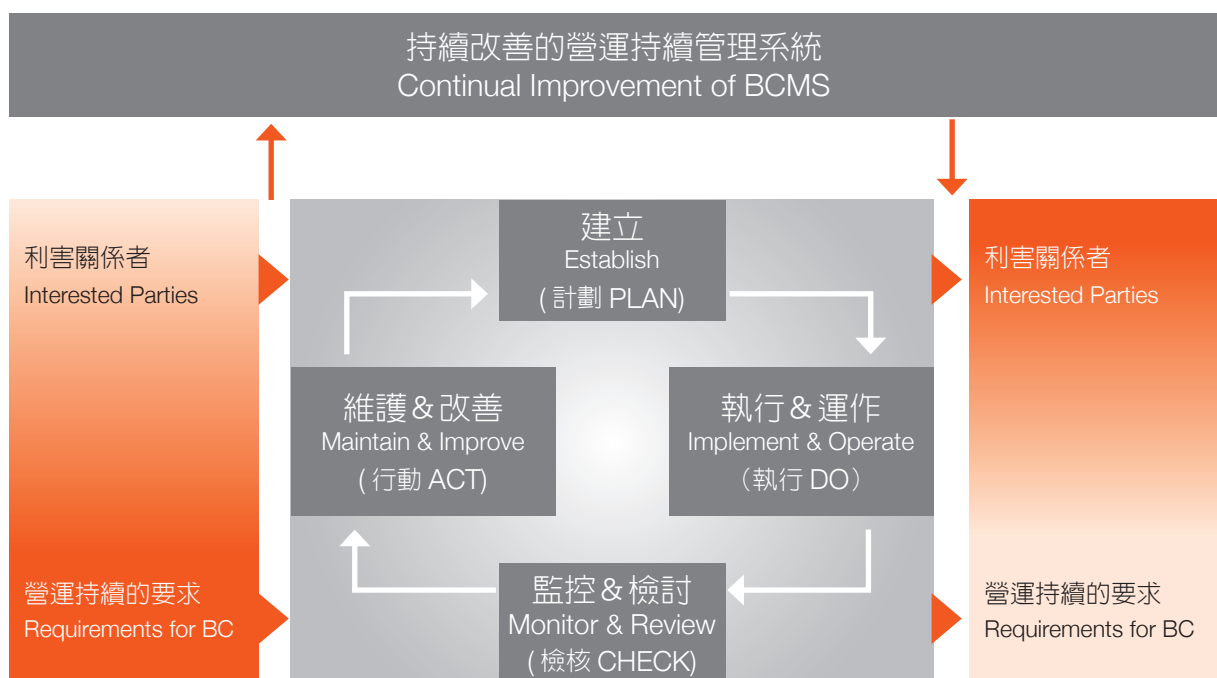 持續改善的營運持續管理系統
Continual Improvement of BCMS
利害關係者
Interested Parties
營運持續的要求
Requirements for BC
建立
Establish
( 計劃 PLAN)
執行&運作
Implement & Operate
（執行 DO）
監控&檢討
Monitor & Review
( 檢核 CHECK)
維護&改善
Maintain & Improve
( 行動 ACT)
利害關係者
Interested Parties
營運持續的要求
Requirements for BC